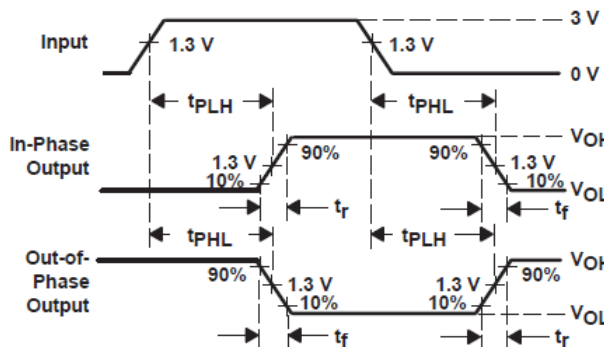 3 V
Input
1.3 V
1.3 V
0 V
tPLH
tPHL
In-Phase
Output
90%
90%
VOH
1.3 V
1.3 V
10%
10%
VOL
tr
tf
tPHL
tPLH
Out-of-
Phase
Output
90%
1.3 V
1.3 V
90%
VOH
10%
10%
VOL
tf
tr